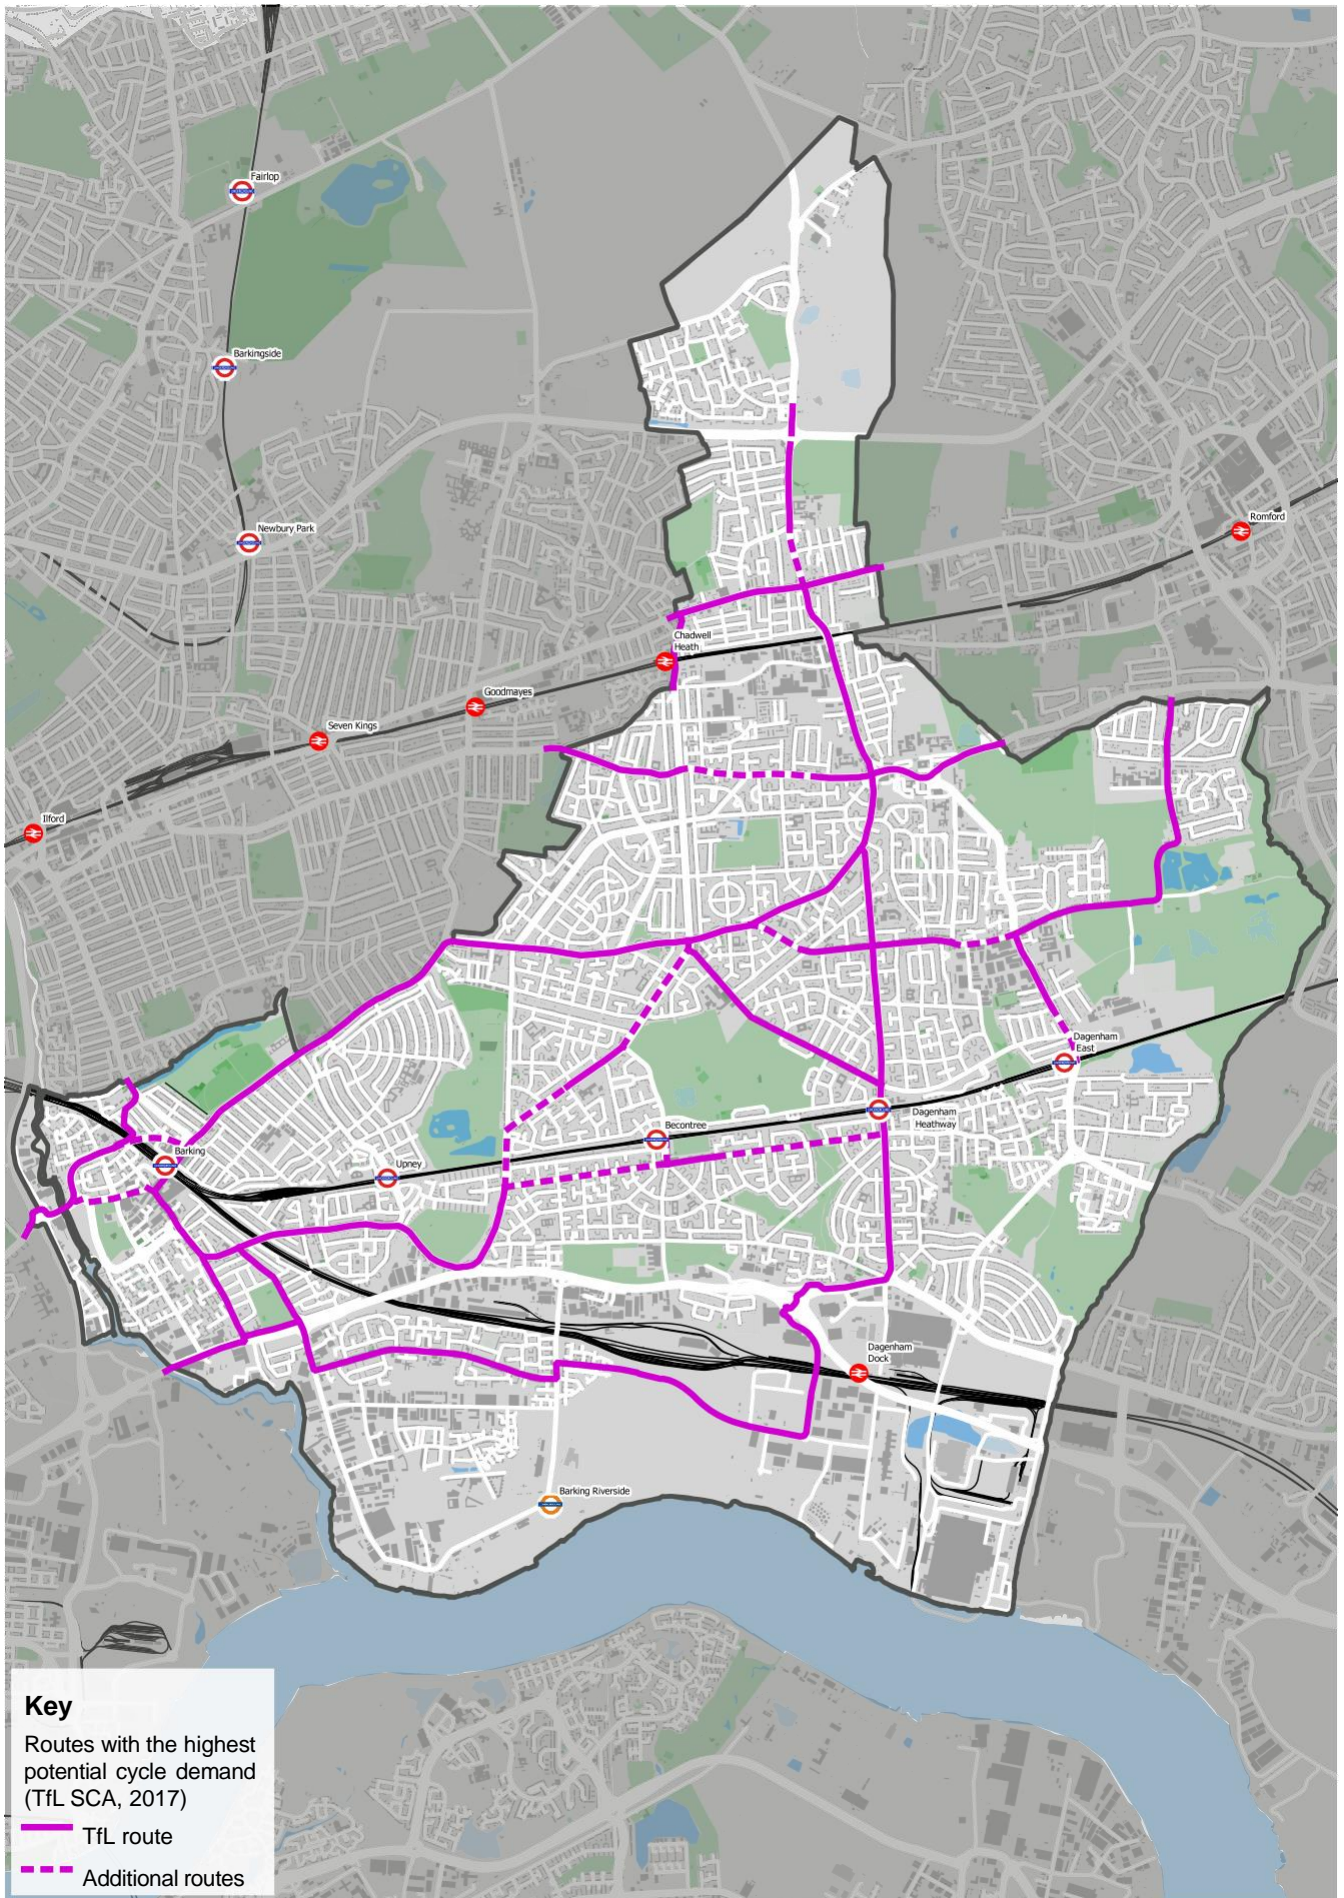 Fairlop
Barkingside
Newbury Park
Romford
Chadwell
Heath
Goodmayes
Seven Kings
Ilford
Dagenham
East
Dagenham
Heathway
Becontree
Barking
Upney
Dagenham
Dock
Barking Riverside
Key
Routes with the highest
potential cycle demand
(TfL SCA, 2017)
TfL route
Additional routes